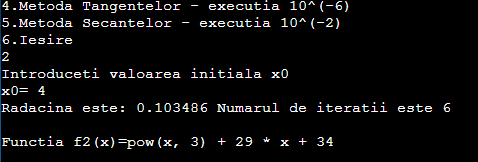 4.Metoda Tangentelor - executia 10^(-6)
5.Metoda Secantelor - executia 10^(-2)
6.Iesire
2
Introduceti valoarea initiala x0
x0= 4
Radacina este: 0.103486 Numarul de iteratii este 6
Functia f2(x)=pow(x, 3) + 29 * x + 34